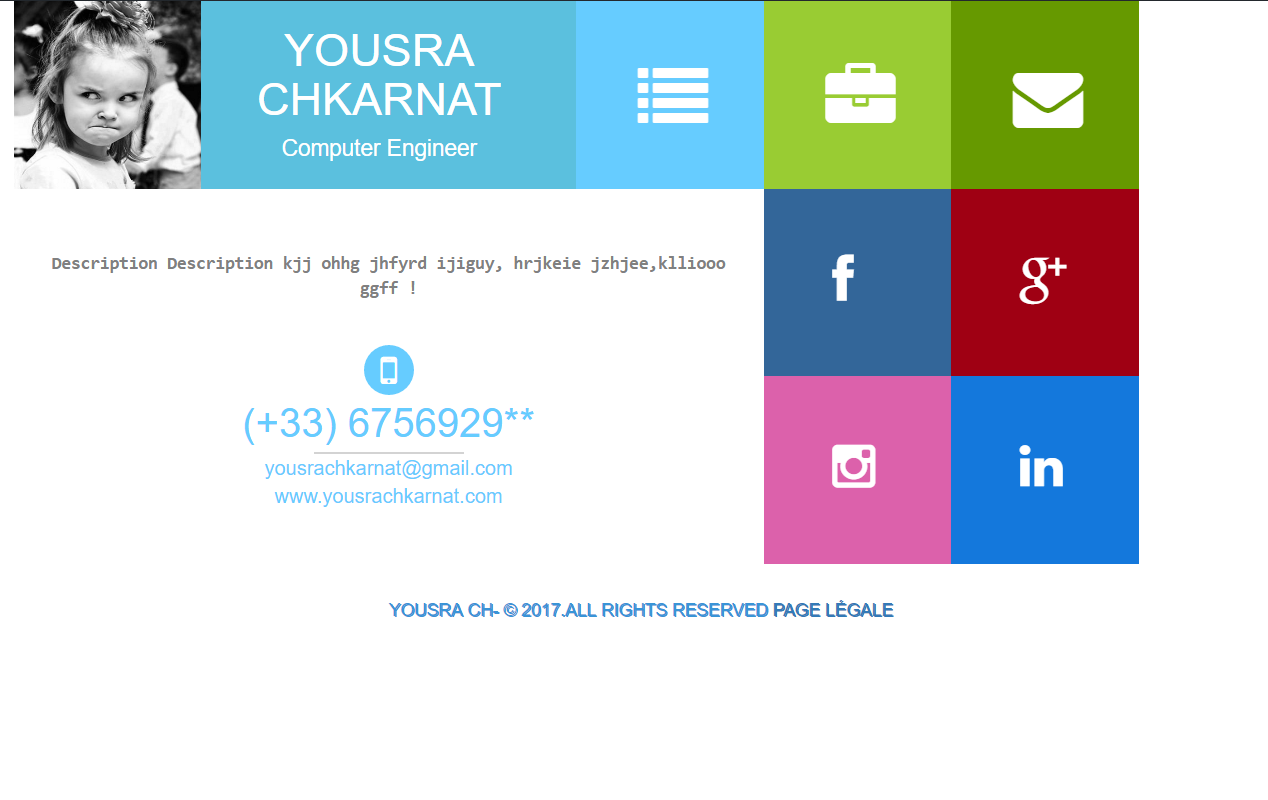 YOUSRA
CHKARNAT
Computer Engineer
Description Description kjj ohhg jhfyrd ijiguy, hrjkeie jzhjee,klliooo
ggff !
(+33) 6756929**
yousrachkarnat@gmail.com
www.yousrachkarnat.com
f
g+
in
YOUSRA CH- © 2017.ALL RIGHTS RESERVED PAGE LÈGALE